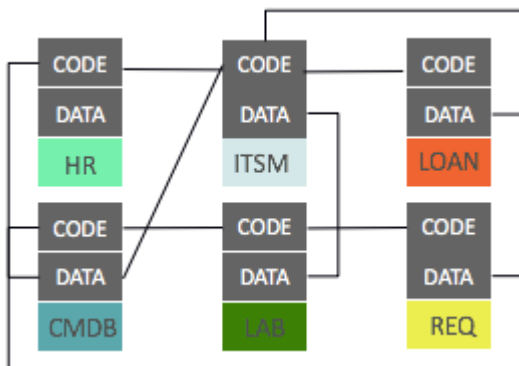 CODE CODE CODE
DATA DATA DATA
HR ITSM LOAN
CODE CODE CODE
DATA DATA DATA
CMDB LAB REQ